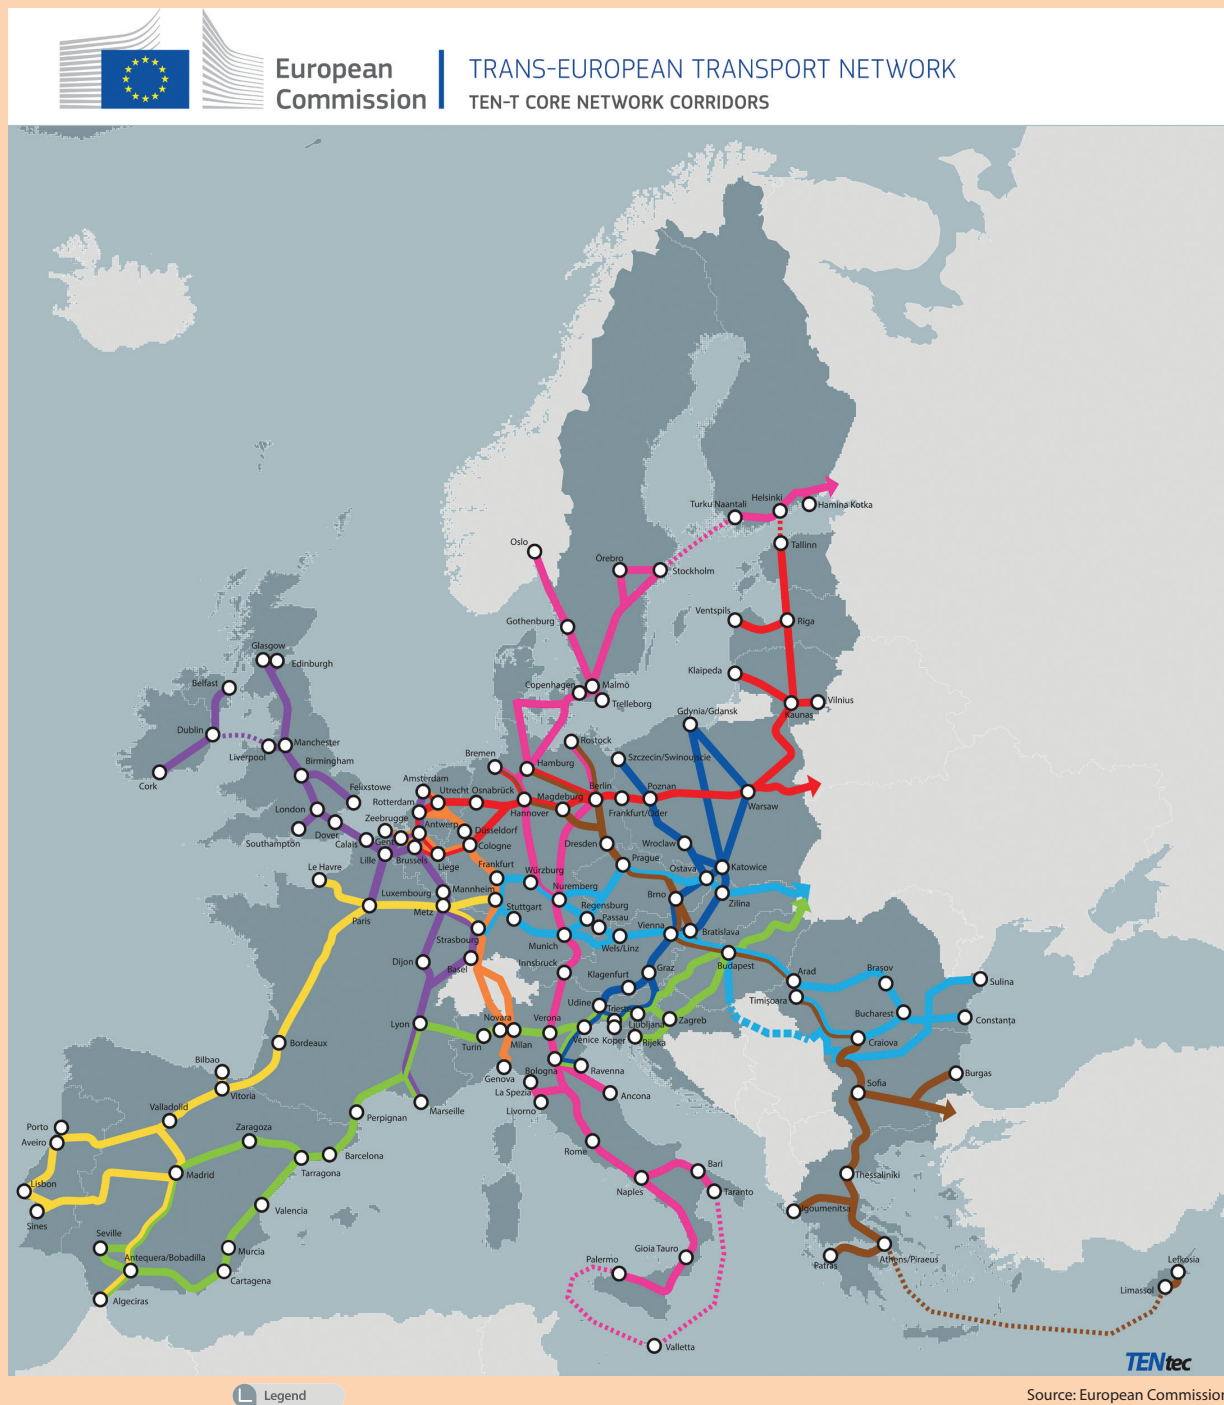 European
Commission
TRANS-EUROPEAN TRANSPORT NETWORK
TEN-T CORE NETWORK CORRIDORS
Helsinki
Turku Naantali
Hamina Kotka
Oslo
Tallinn
Örebro
Stockholm
Ventspils
Gothenburg
Riga
Glasgow
Edinburgh
Klaipeda
Belfast
Copenhagen
Malmö
Trelleborg
Vilnius
Gdynia/Gdansk
Kaunas
Dublin
Manchester
Rostock
Liverpool
Bremen
Szczecin/Swinoujscie
Birmingham
Hamburg
Cork
Amsterdam
Felixstowe
Utrecht
Osnabrück
Magdeburg
Berlin
Poznan
Rotterdam
Warsaw
London
Hannover
Frankfurt/Oder
Zeebrugge
Antwerp
Düsseldorf
Dover
Southampton
Calais
Gent
Cologne
Dresden
Wroclaw
Lille
Brussels
Liege
Prague
Le Havre
Frankfurt
Würzburg
Ostava
Katowice
Luxembourg
Mannheim
Nuremberg
Brno
Zilina
Paris
Metz
Stuttgart
Regensburg
Passau
Vienna
Bratislava
Strasbourg
Munich
Wels/Linz
Dijon
Basel
Innsbruck
Klagenfurt
Graz
Budapest
Arad
Braşov
Sulina
Timişoara
Udine
Trieste
Bucharest
Constanţa
Lyon
Novara
Verona
Ljubljana
Zagreb
Turin
Milan
Venice
Koper
Rijeka
Craiova
Bordeaux
Bilbao
Genova
Bologna
Ravenna
Sofia
Burgas
Vitoria
La Spezia
Ancona
Valladolid
Marseille
Livorno
Porto
Perpignan
Aveiro
Zaragoza
Rome
Barcelona
Madrid
Tarragona
Bari
Thessaliniki
Lisbon
Naples
Taranto
Sines
Valencia
Igoumenitsa
Seville
Murcia
Gioia Tauro
Antequera/Bobadilla
Palermo
Patras
Athens/Piraeus
Lefkosia
Cartagena
Limassol
Algeciras
Valletta
TENtec
Legend
Source: European Commission